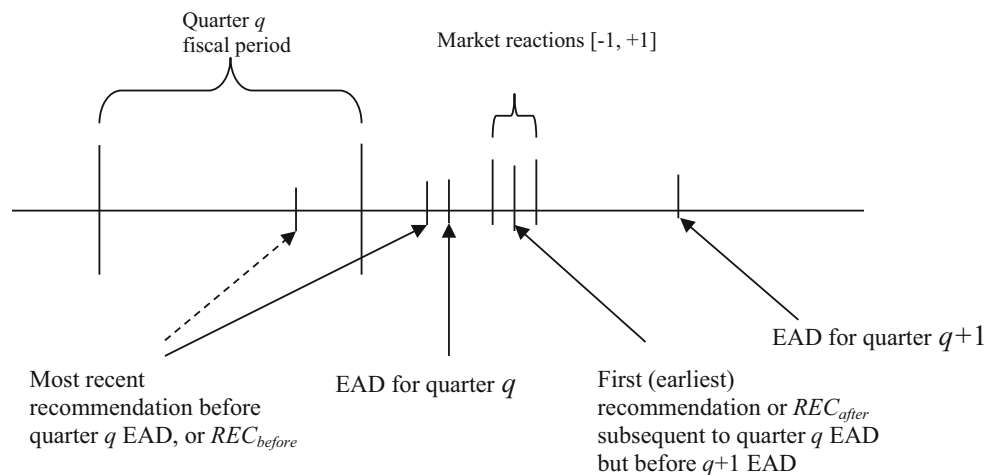 Quarter q
fiscal period
Market reactions [-1, +1]
Most recent
recommendation before
quarter q EAD, or REC_before
EAD for quarter q
First (earliest)
recommendation or REC_after
subsequent to quarter q EAD
but before q+1 EAD
EAD for quarter q+1